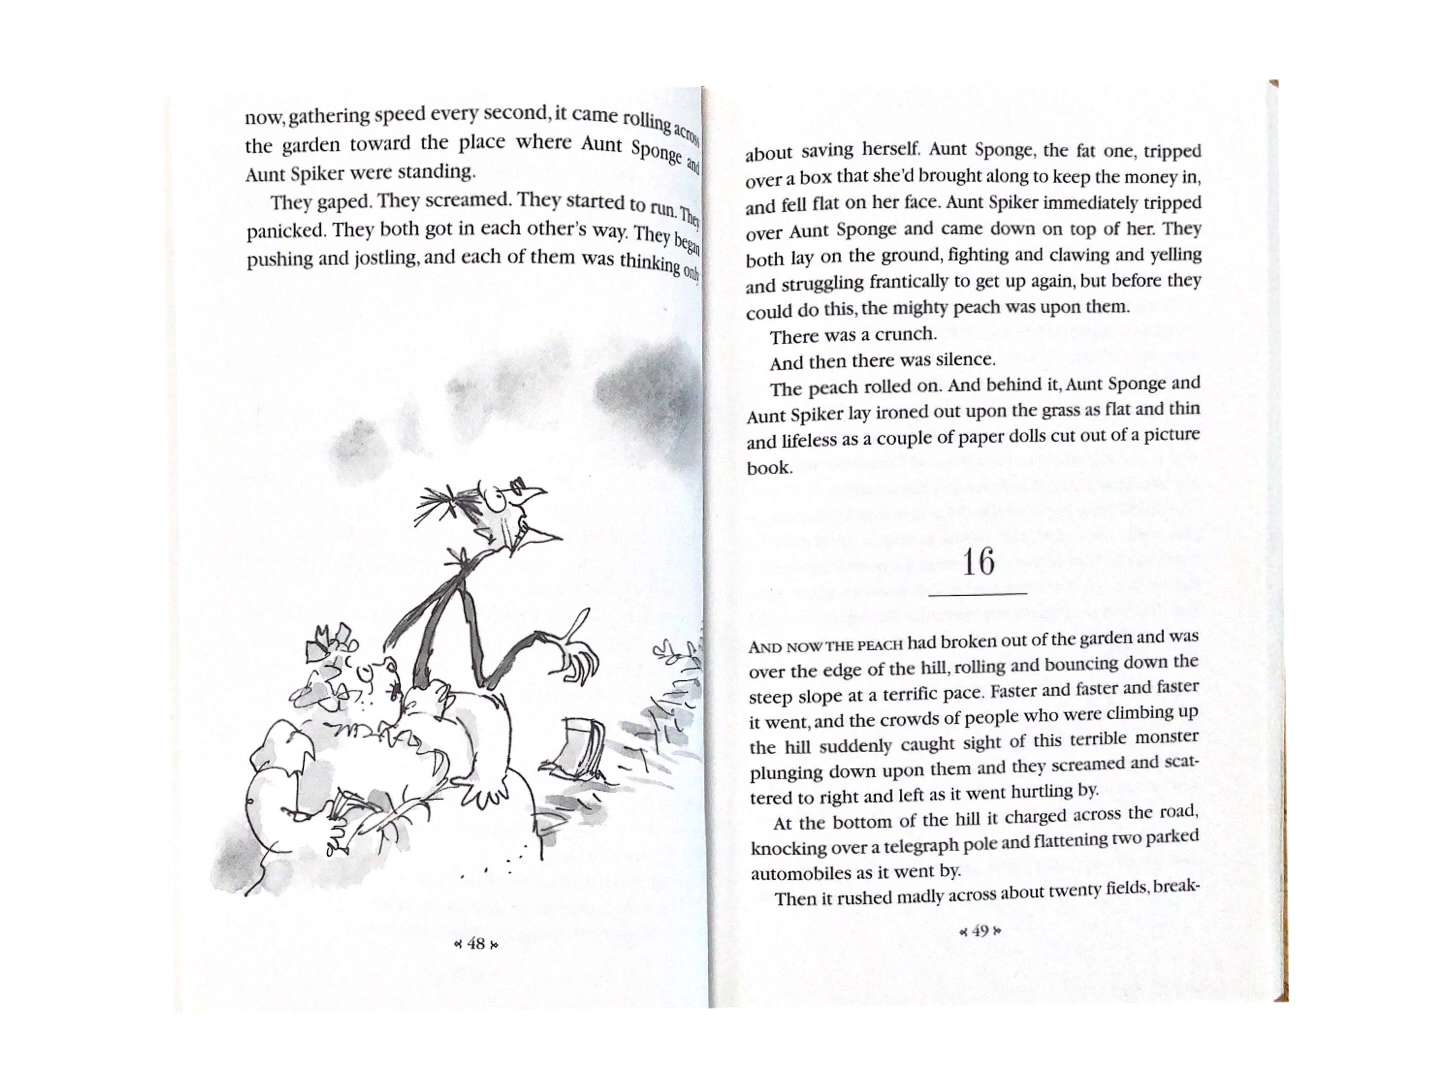 now, gathering speed every second, it came rolling across
the garden toward the place where Aunt Sponge and
Aunt Spiker were standing.
They gaped. They screamed. They started to run. They
panicked. They both got in each other's way. They began
pushing and jostling, and each of them was thinking only
48
about saving herself. Aunt Sponge, the fat one, tripped
over a box that she'd brought along to keep the money in,
and fell flat on her face. Aunt Spiker immediately tripped
over Aunt Sponge and came down on top of her. They
both lay on the ground, fighting and clawing and yelling
and struggling frantically to get up again, but before they
could do this, the mighty peach was upon them.
There was a crunch.
And then there was silence.
The peach rolled on. And behind it, Aunt Sponge and
Aunt Spiker lay ironed out upon the grass as flat and thin
and lifeless as a couple of paper dolls cut out of a picture
book.
16
AND NOW THE PEACH had broken out of the garden and was
over the edge of the hill, rolling and bouncing down the
steep slope at a terrific pace. Faster and faster and faster
it went, and the crowds of people who were climbing up
the hill suddenly caught sight of this terrible monster
plunging down upon them and they screamed and scat-
tered to right and left as it went hurtling by.
At the bottom of the hill it charged across the road,
knocking over a telegraph pole and flattening two parked
automobiles as it went by.
Then it rushed madly across about twenty fields, break-
49